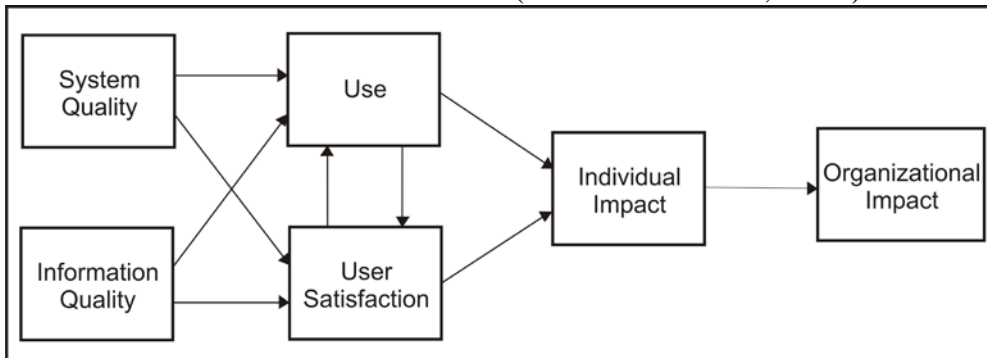 System
Quality
Use
Individual
Impact
Organizational
Impact
Information
Quality
User
Satisfaction